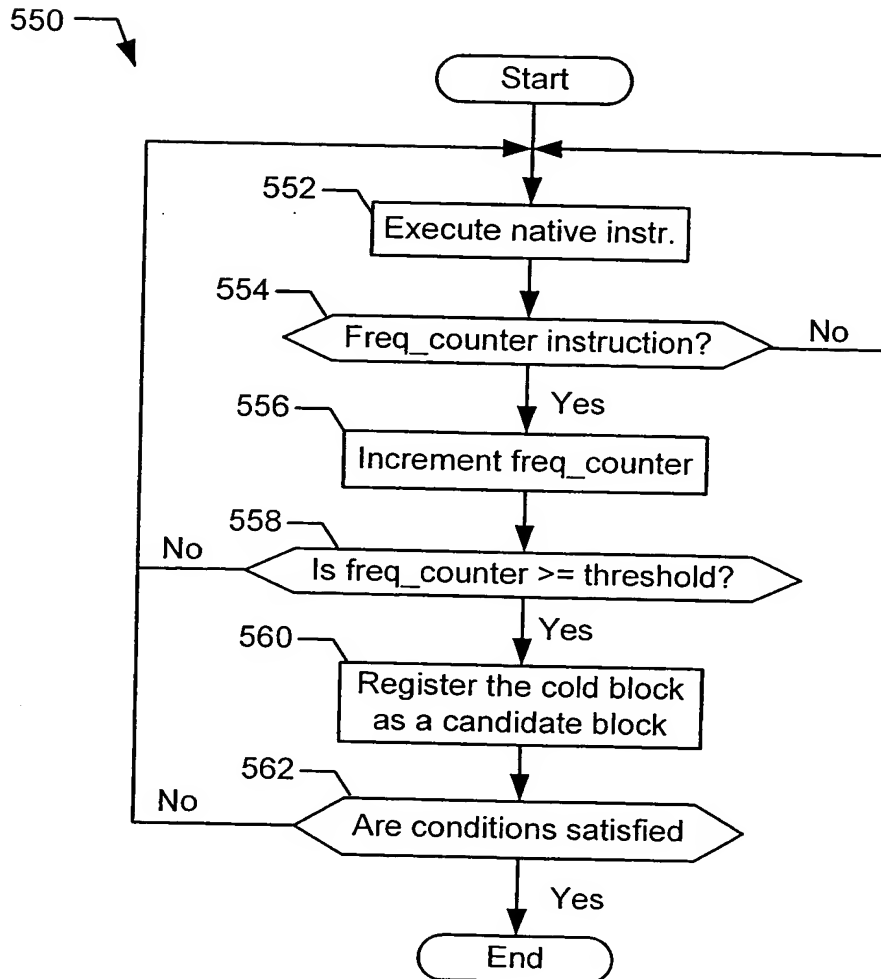 550
Start
552
Execute native instr.
554
Freq_counter instruction?
No
Yes
556
Increment freq_counter
558
No
Is freq_counter >= threshold?
Yes
560
Register the cold block
as a candidate block
562
No
Are conditions satisfied
Yes
End